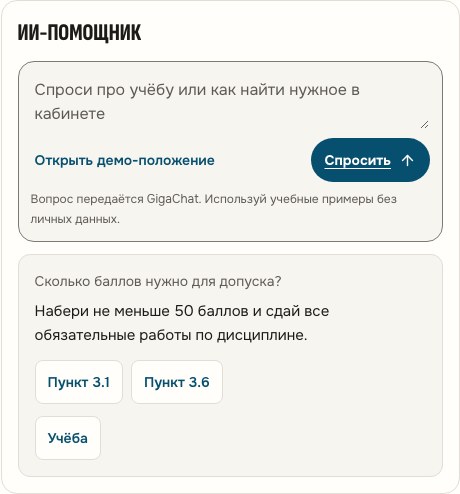 ИИ-ПОМОЩНИК
Спроси про учёбу или как найти нужное в
кабинете
Открыть демо-положение
Спросить
Вопрос передаётся GigaChat. Используй учебные примеры без
личных данных.
Сколько баллов нужно для допуска?
Набери не меньше 50 баллов и сдай все
обязательные работы по дисциплине.
Пункт 3.1 Пункт 3.6
Учёба